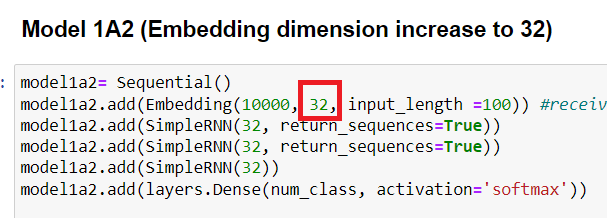 Model 1A2 (Embedding dimension increase to 32)
: model1a2= Sequential()
model1a2.add(Embedding(10000, 32, input_length =100)) #receiv
model1a2.add(SimpleRNN(32, return_sequences=True))
model1a2.add(SimpleRNN(32, return_sequences=True))
model1a2.add(SimpleRNN(32))
model1a2.add(layers.Dense(num_class, activation='softmax'))